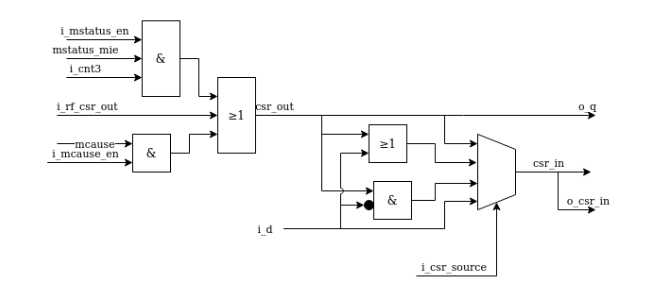 i_mstatus_en
mstatus_mie
&
i_cnt3
i_rf_csr_out
≥1
csr_out
o_q
mcause
i_mcause_en
&
≥1
csr_in
&
o_csr_in
i_d
i_csr_source